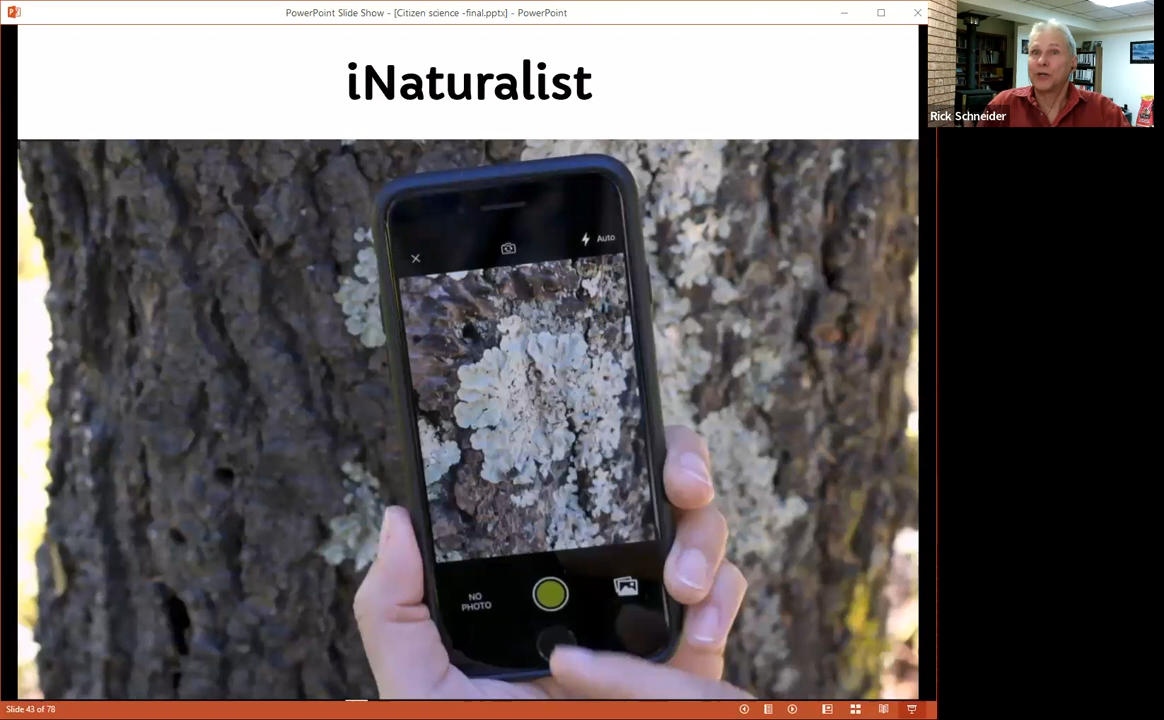 PowerPoint Slide Show - [Citizen science -final.pptx] - PowerPoint
iNaturalist
Auto
NO
PHOTO
Rick Schneider
Slide 43 of 78